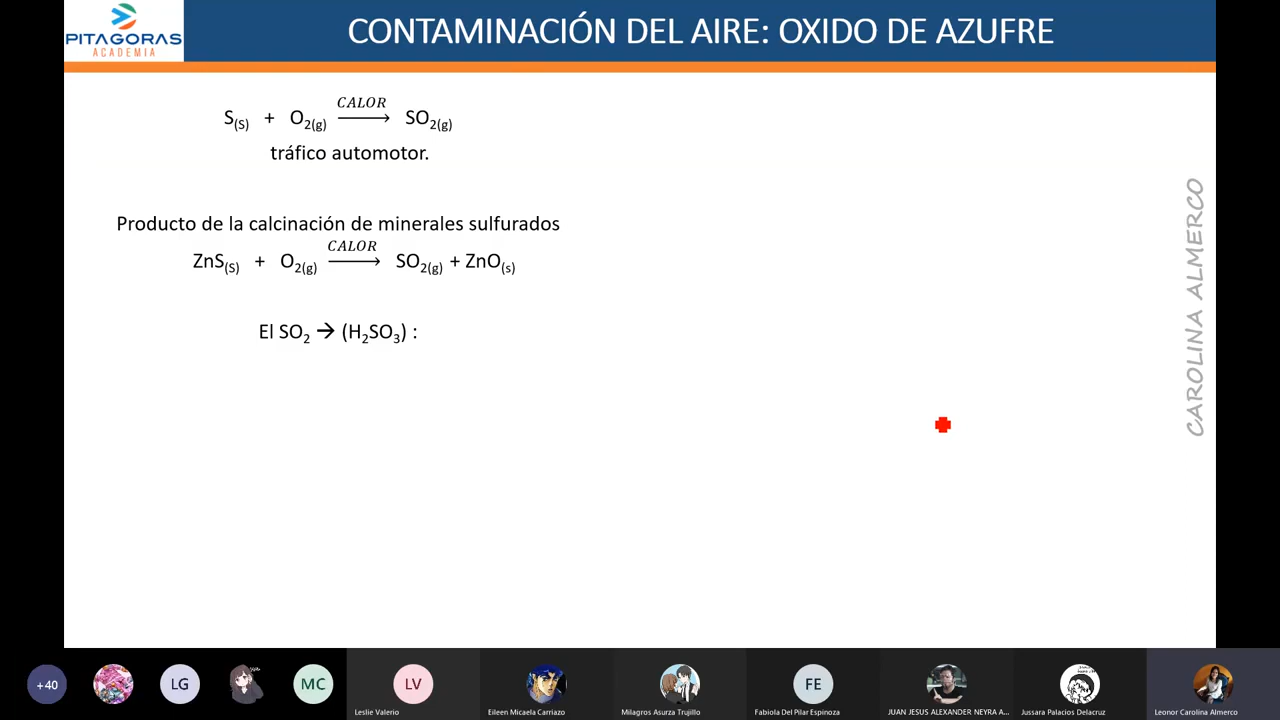 PITAGORAS
ACADEMIA
CONTAMINACIÓN DEL AIRE: OXIDO DE AZUFRE
S(S) + O2(g) CALOR ⟶ SO2(g)
tráfico automotor.
Producto de la calcinación de minerales sulfurados
ZnS(S) + O2(g) CALOR ⟶ SO2(g) + ZnO(s)
El SO2 → (H2SO3) :
CAROLINA ALMERCO
+40
LG
MC
LV
FE
Leslie Valerio
Eileen Micaela Carriazo
Milagros Asurza Trujillo
Fabiola Del Pilar Espinoza
JUAN JESUS ALEXANDER NEYRA A...
Jussara Palacios Delacruz
Leonor Carolina Almerco